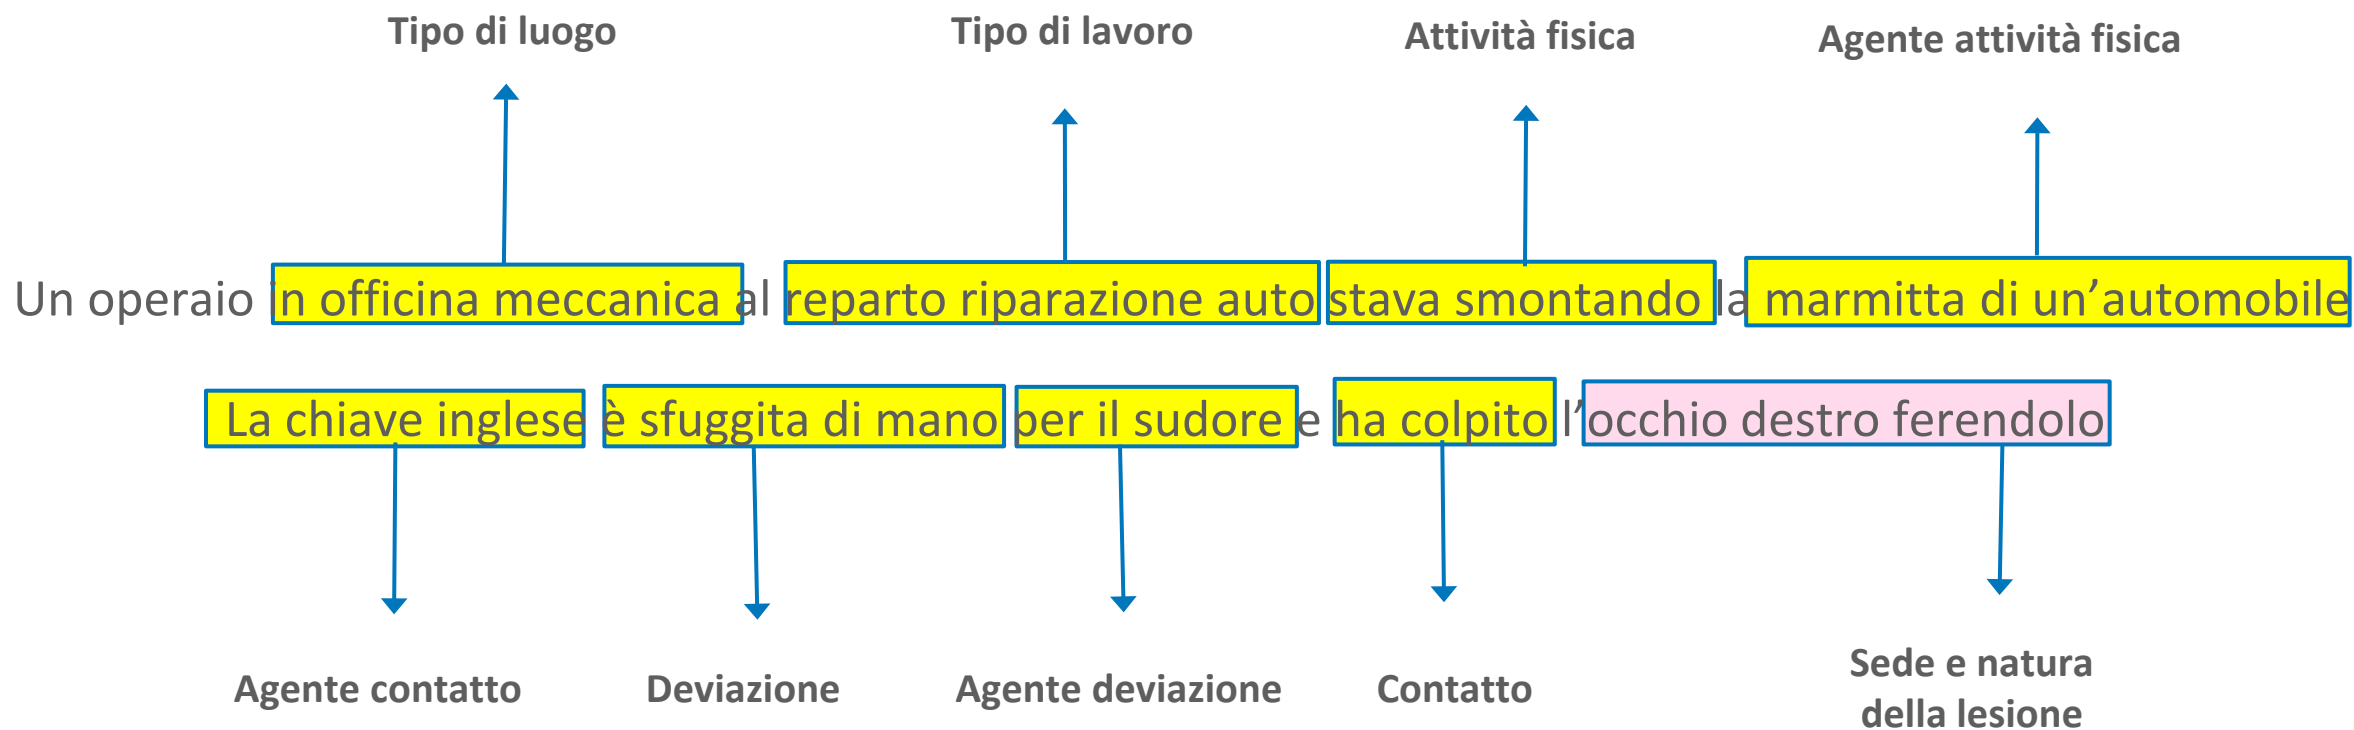 Tipo di luogo Tipo di lavoro Attività fisica Agente attività fisica
Un operaio in officina meccanica al reparto riparazione auto stava smontando la marmitta di un’automobile
La chiave inglese è sfuggita di mano per il sudore e ha colpito l’occhio destro ferendolo
Agente contatto Deviazione Agente deviazione Contatto Sede e natura
della lesione